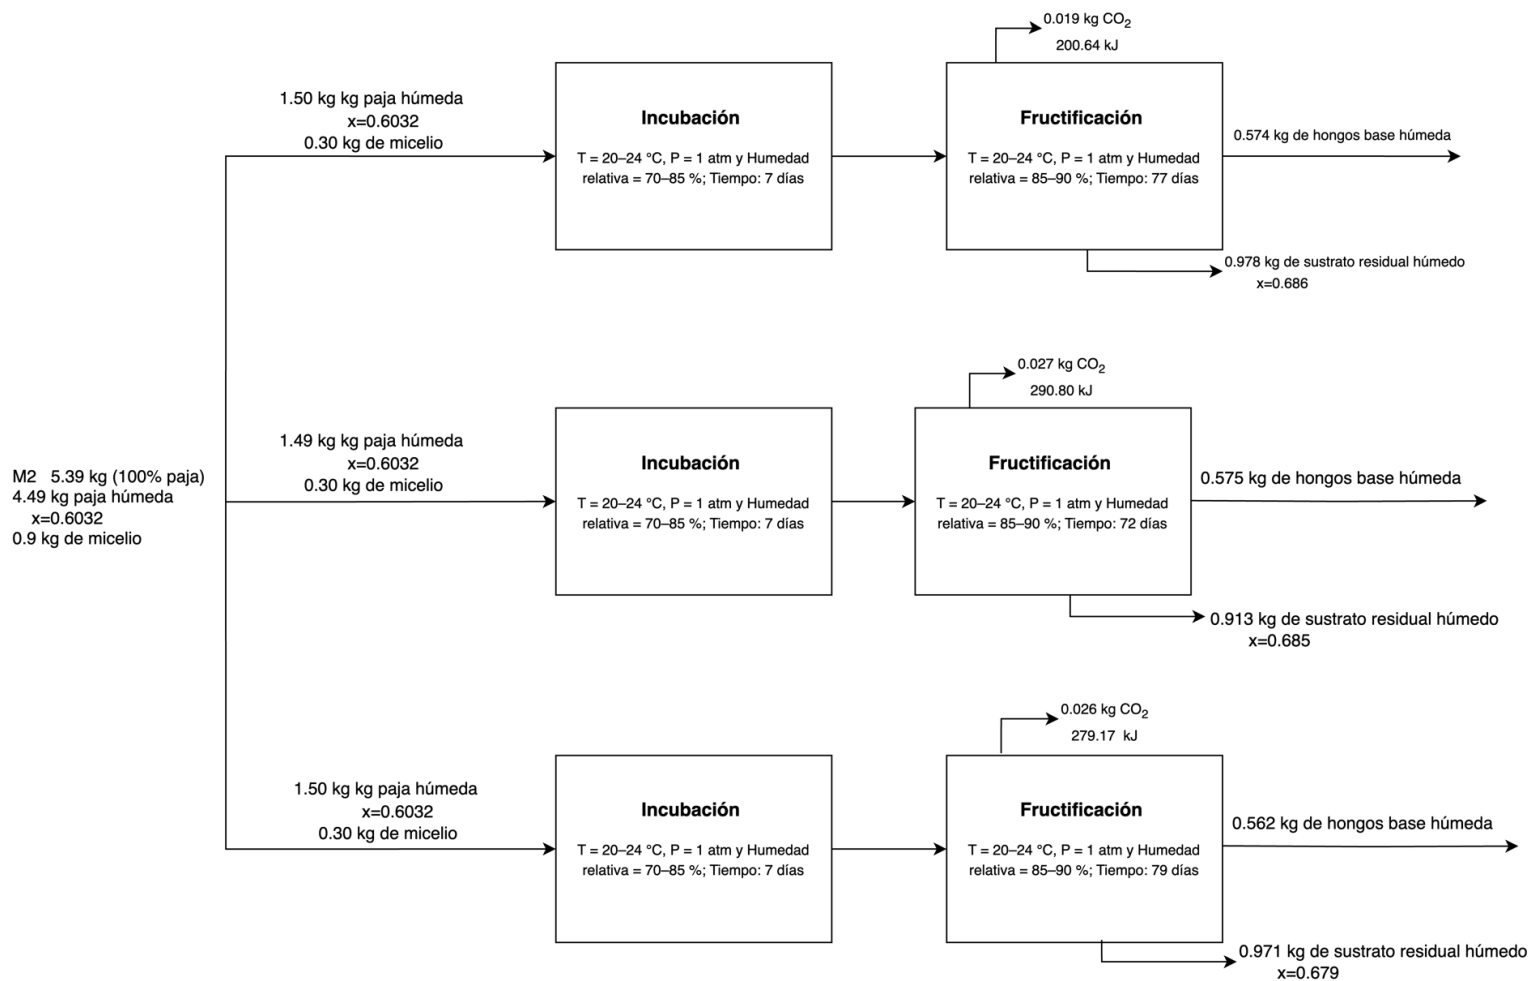 0.019 kg CO2
200.64 kJ
1.50 kg kg paja húmeda
x=0.6032
0.30 kg de micelio
Incubación
T = 20–24 °C, P = 1 atm y Humedad
relativa = 70–85 %; Tiempo: 7 días
Fructificación
T = 20–24 °C, P = 1 atm y Humedad
relativa = 85–90 %; Tiempo: 77 días
0.574 kg de hongos base húmeda
0.978 kg de sustrato residual húmedo
x=0.686
0.027 kg CO2
290.80 kJ
M2 5.39 kg (100% paja)
4.49 kg paja húmeda
x=0.6032
0.9 kg de micelio
1.49 kg kg paja húmeda
x=0.6032
0.30 kg de micelio
Incubación
T = 20–24 °C, P = 1 atm y Humedad
relativa = 70–85 %; Tiempo: 7 días
Fructificación
T = 20–24 °C, P = 1 atm y Humedad
relativa = 85–90 %; Tiempo: 72 días
0.575 kg de hongos base húmeda
0.913 kg de sustrato residual húmedo
x=0.685
0.026 kg CO2
279.17 kJ
1.50 kg kg paja húmeda
x=0.6032
0.30 kg de micelio
Incubación
T = 20–24 °C, P = 1 atm y Humedad
relativa = 70–85 %; Tiempo: 7 días
Fructificación
T = 20–24 °C, P = 1 atm y Humedad
relativa = 85–90 %; Tiempo: 79 días
0.562 kg de hongos base húmeda
0.971 kg de sustrato residual húmedo
x=0.679